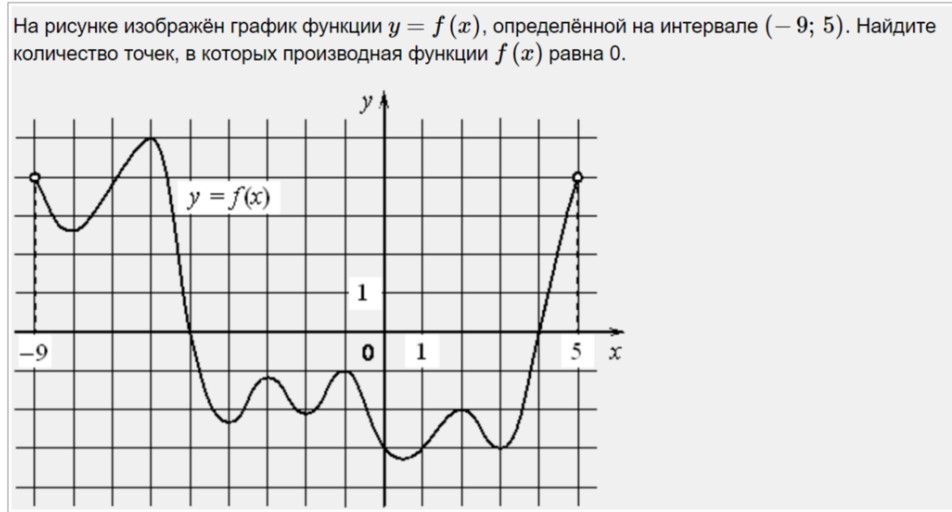 На рисунке изображён график функции y = f (x), определённой на интервале (− 9; 5). Найдите
количество точек, в которых производная функции f (x) равна 0.
y
y = f(x)
1
−9 0 1 5 x